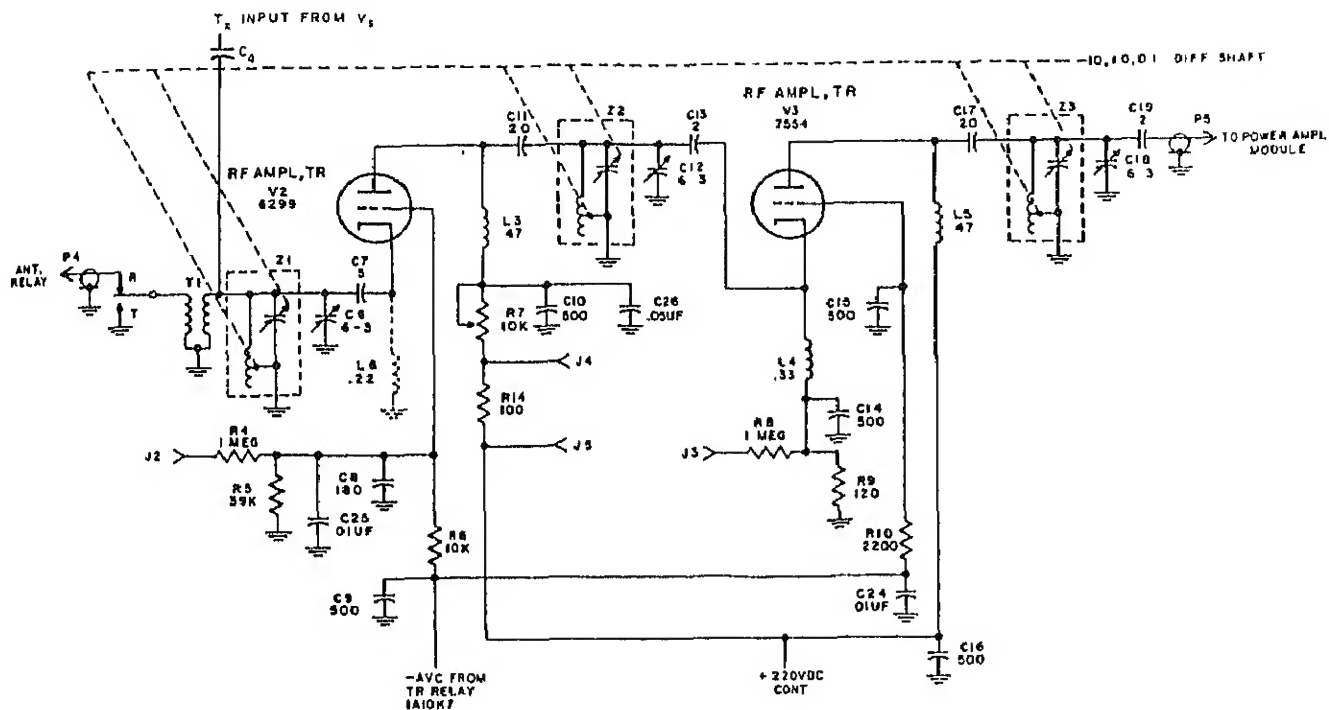 Tx INPUT FROM V5
C4
10, 1.0, 0.1 DIFF SHAFT
RF AMPL, TR
V3
7554
C11
20
Z2
C13
2
C12
6-3
C17
20
Z3
C19
2
P5
TO POWER AMPL
MODULE
C18
6-3
RF AMPL, TR
V2
6299
L3
47
L5
47
P4
ANT.
RELAY
R
T
T1
Z1
C7
5
C6
6-3
L6
.22
R7
10K
C10
500
C26
.05UF
C15
500
J4
L4
.33
R14
100
C14
500
R4
1 MEG
J2
J5
J3
R8
1 MEG
R5
39K
C8
180
C25
.01UF
R9
120
R6
10K
R10
2200
C9
500
C24
.01UF
C16
500
-AVC FROM
TR RELAY
1A10K7
+220VDC
CONT